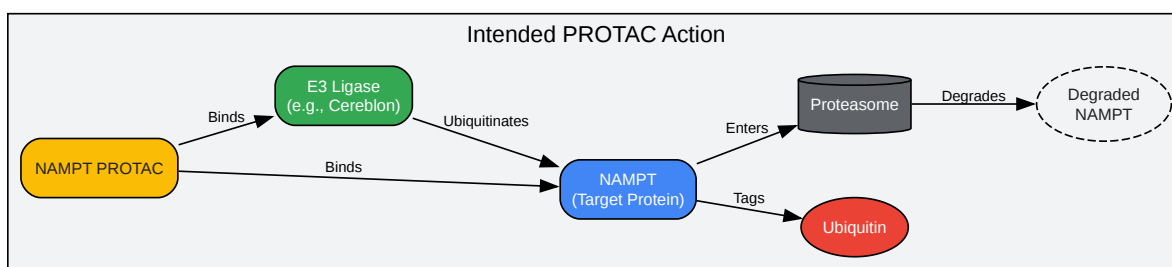 Intended PROTAC Action
E3 Ligase
(e.g., Cereblon)
Proteasome
Degrades
Degraded
NAMPT
Binds
Ubiquitinates
Enters
NAMPT PROTAC
Binds
NAMPT
(Target Protein)
Tags
Ubiquitin